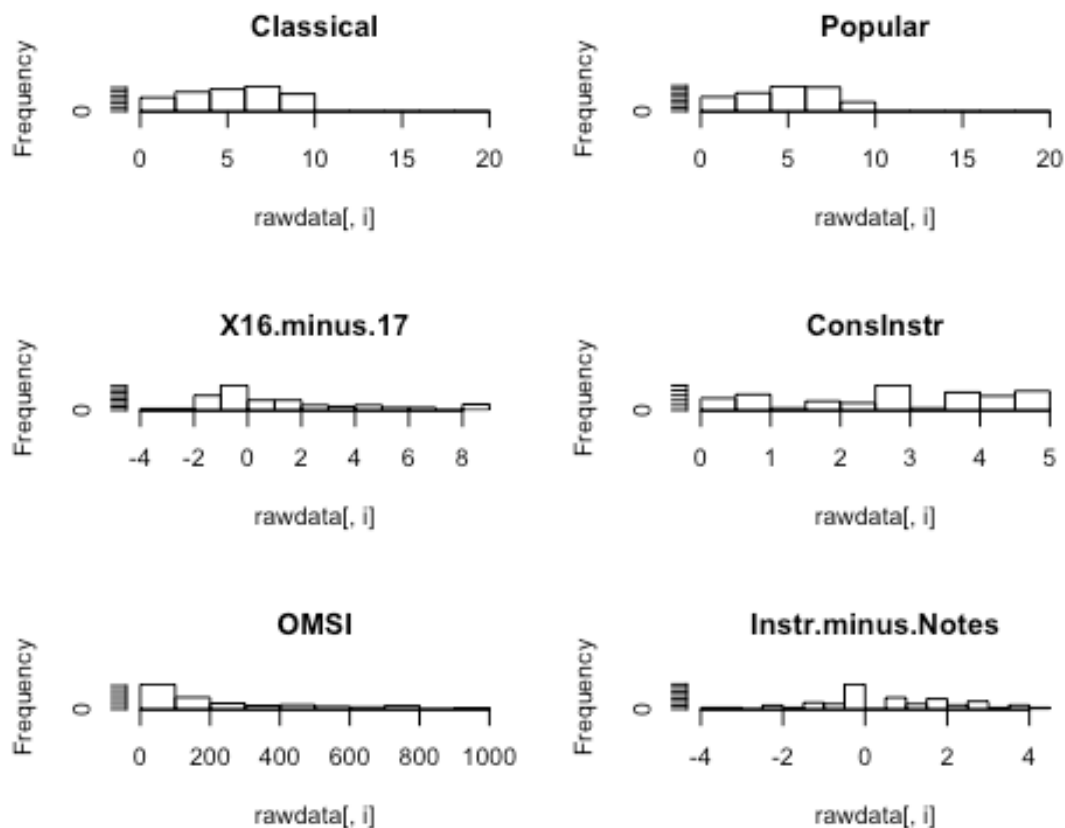 Classical
Frequency
0
0 5 10 15 20
rawdata[, i]
Popular
Frequency
0
0 5 10 15 20
rawdata[, i]
X16.minus.17
Frequency
0
-4 -2 0 2 4 6 8
rawdata[, i]
ConsInstr
Frequency
0
0 1 2 3 4 5
rawdata[, i]
OMSI
Frequency
0
0 200 400 600 800 1000
rawdata[, i]
Instr.minus.Notes
Frequency
0
-4 -2 0 2 4
rawdata[, i]